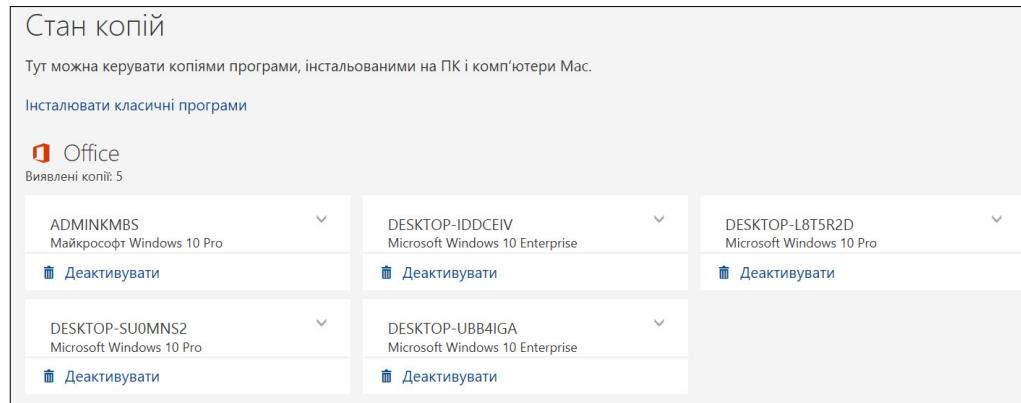 Стан копій
Тут можна керувати копіями програми, інстальованими на ПК і комп'ютери Mac.
Інсталювати класичні програми
Office
Виявлені копії: 5
ADMINKMBS
Майкрософт Windows 10 Pro
Деактивувати
DESKTOP-IDDCEIV
Microsoft Windows 10 Enterprise
Деактивувати
DESKTOP-L8T5R2D
Microsoft Windows 10 Pro
Деактивувати
DESKTOP-SU0MNS2
Microsoft Windows 10 Pro
Деактивувати
DESKTOP-UBB4IGA
Microsoft Windows 10 Enterprise
Деактивувати